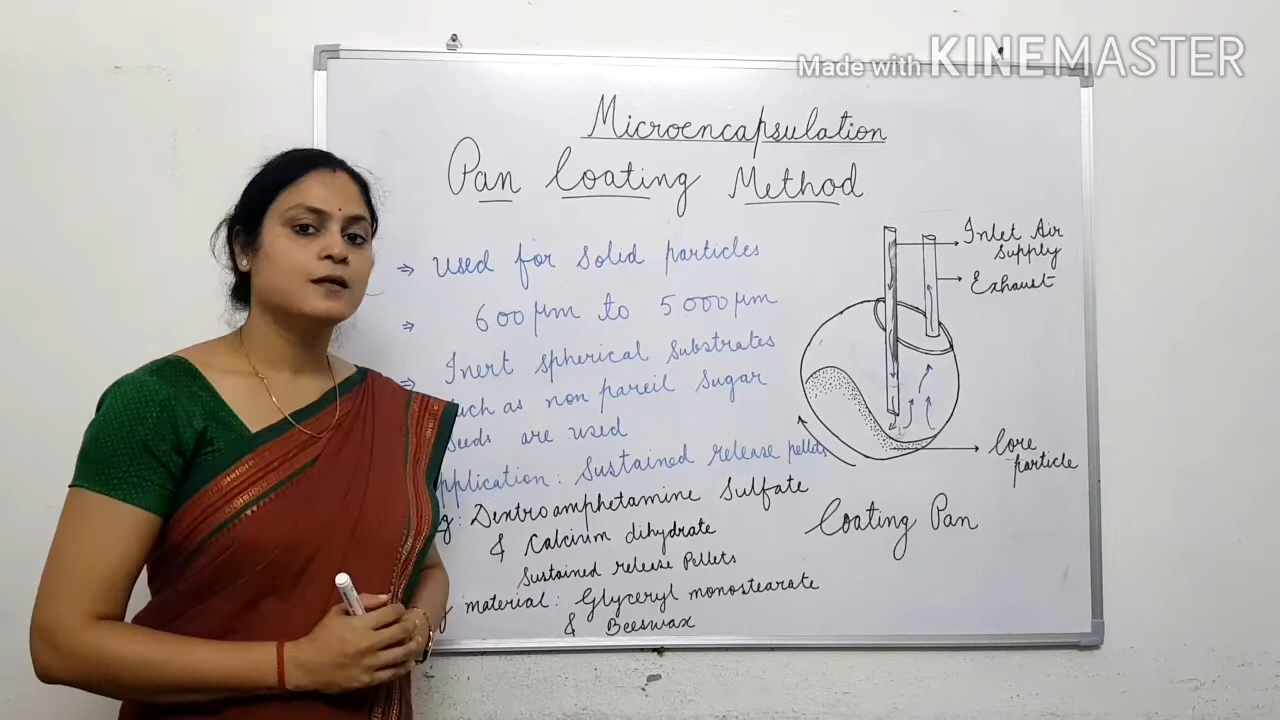 Made with KINEMASTER
Microencapsulation
Pan Coating Method
⇒ Used for Solid particles
⇒ 600 µm to 5000 µm
⇒ Inert Spherical Substrates
such as non pareil Sugar
Seeds are used
pplication: Sustained release pellets
g: Dextroamphetamine Sulfate
& Calcium dihydrate
Sustained release Pellets
material: Glyceryl monostearate
& Beeswax
Inlet Air
Supply
Exhaust
Core
particle
Coating Pan